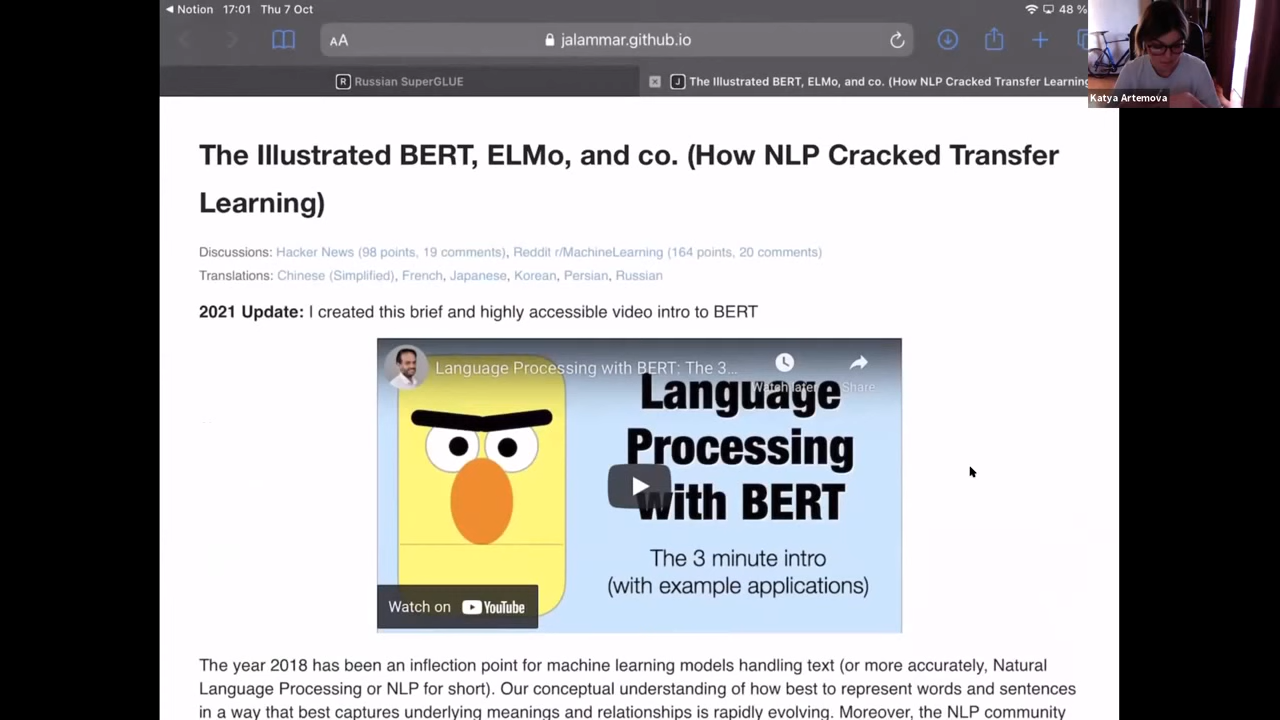 Notion 17:01 Thu 7 Oct 48 %
AA jalammar.github.io
R Russian SuperGLUE J The Illustrated BERT, ELMo, and co. (How NLP Cracked Transfer Learning
Katya Artemova
The Illustrated BERT, ELMo, and co. (How NLP Cracked Transfer
Learning)
Discussions: Hacker News (98 points, 19 comments), Reddit r/MachineLearning (164 points, 20 comments)
Translations: Chinese (Simplified), French, Japanese, Korean, Persian, Russian
2021 Update: I created this brief and highly accessible video intro to BERT
Language Processing with BERT: The 3...
Watch later Share
Language
Processing
with BERT
The 3 minute intro
(with example applications)
Watch on YouTube
The year 2018 has been an inflection point for machine learning models handling text (or more accurately, Natural
Language Processing or NLP for short). Our conceptual understanding of how best to represent words and sentences
in a way that best captures underlying meanings and relationships is rapidly evolving. Moreover, the NLP community